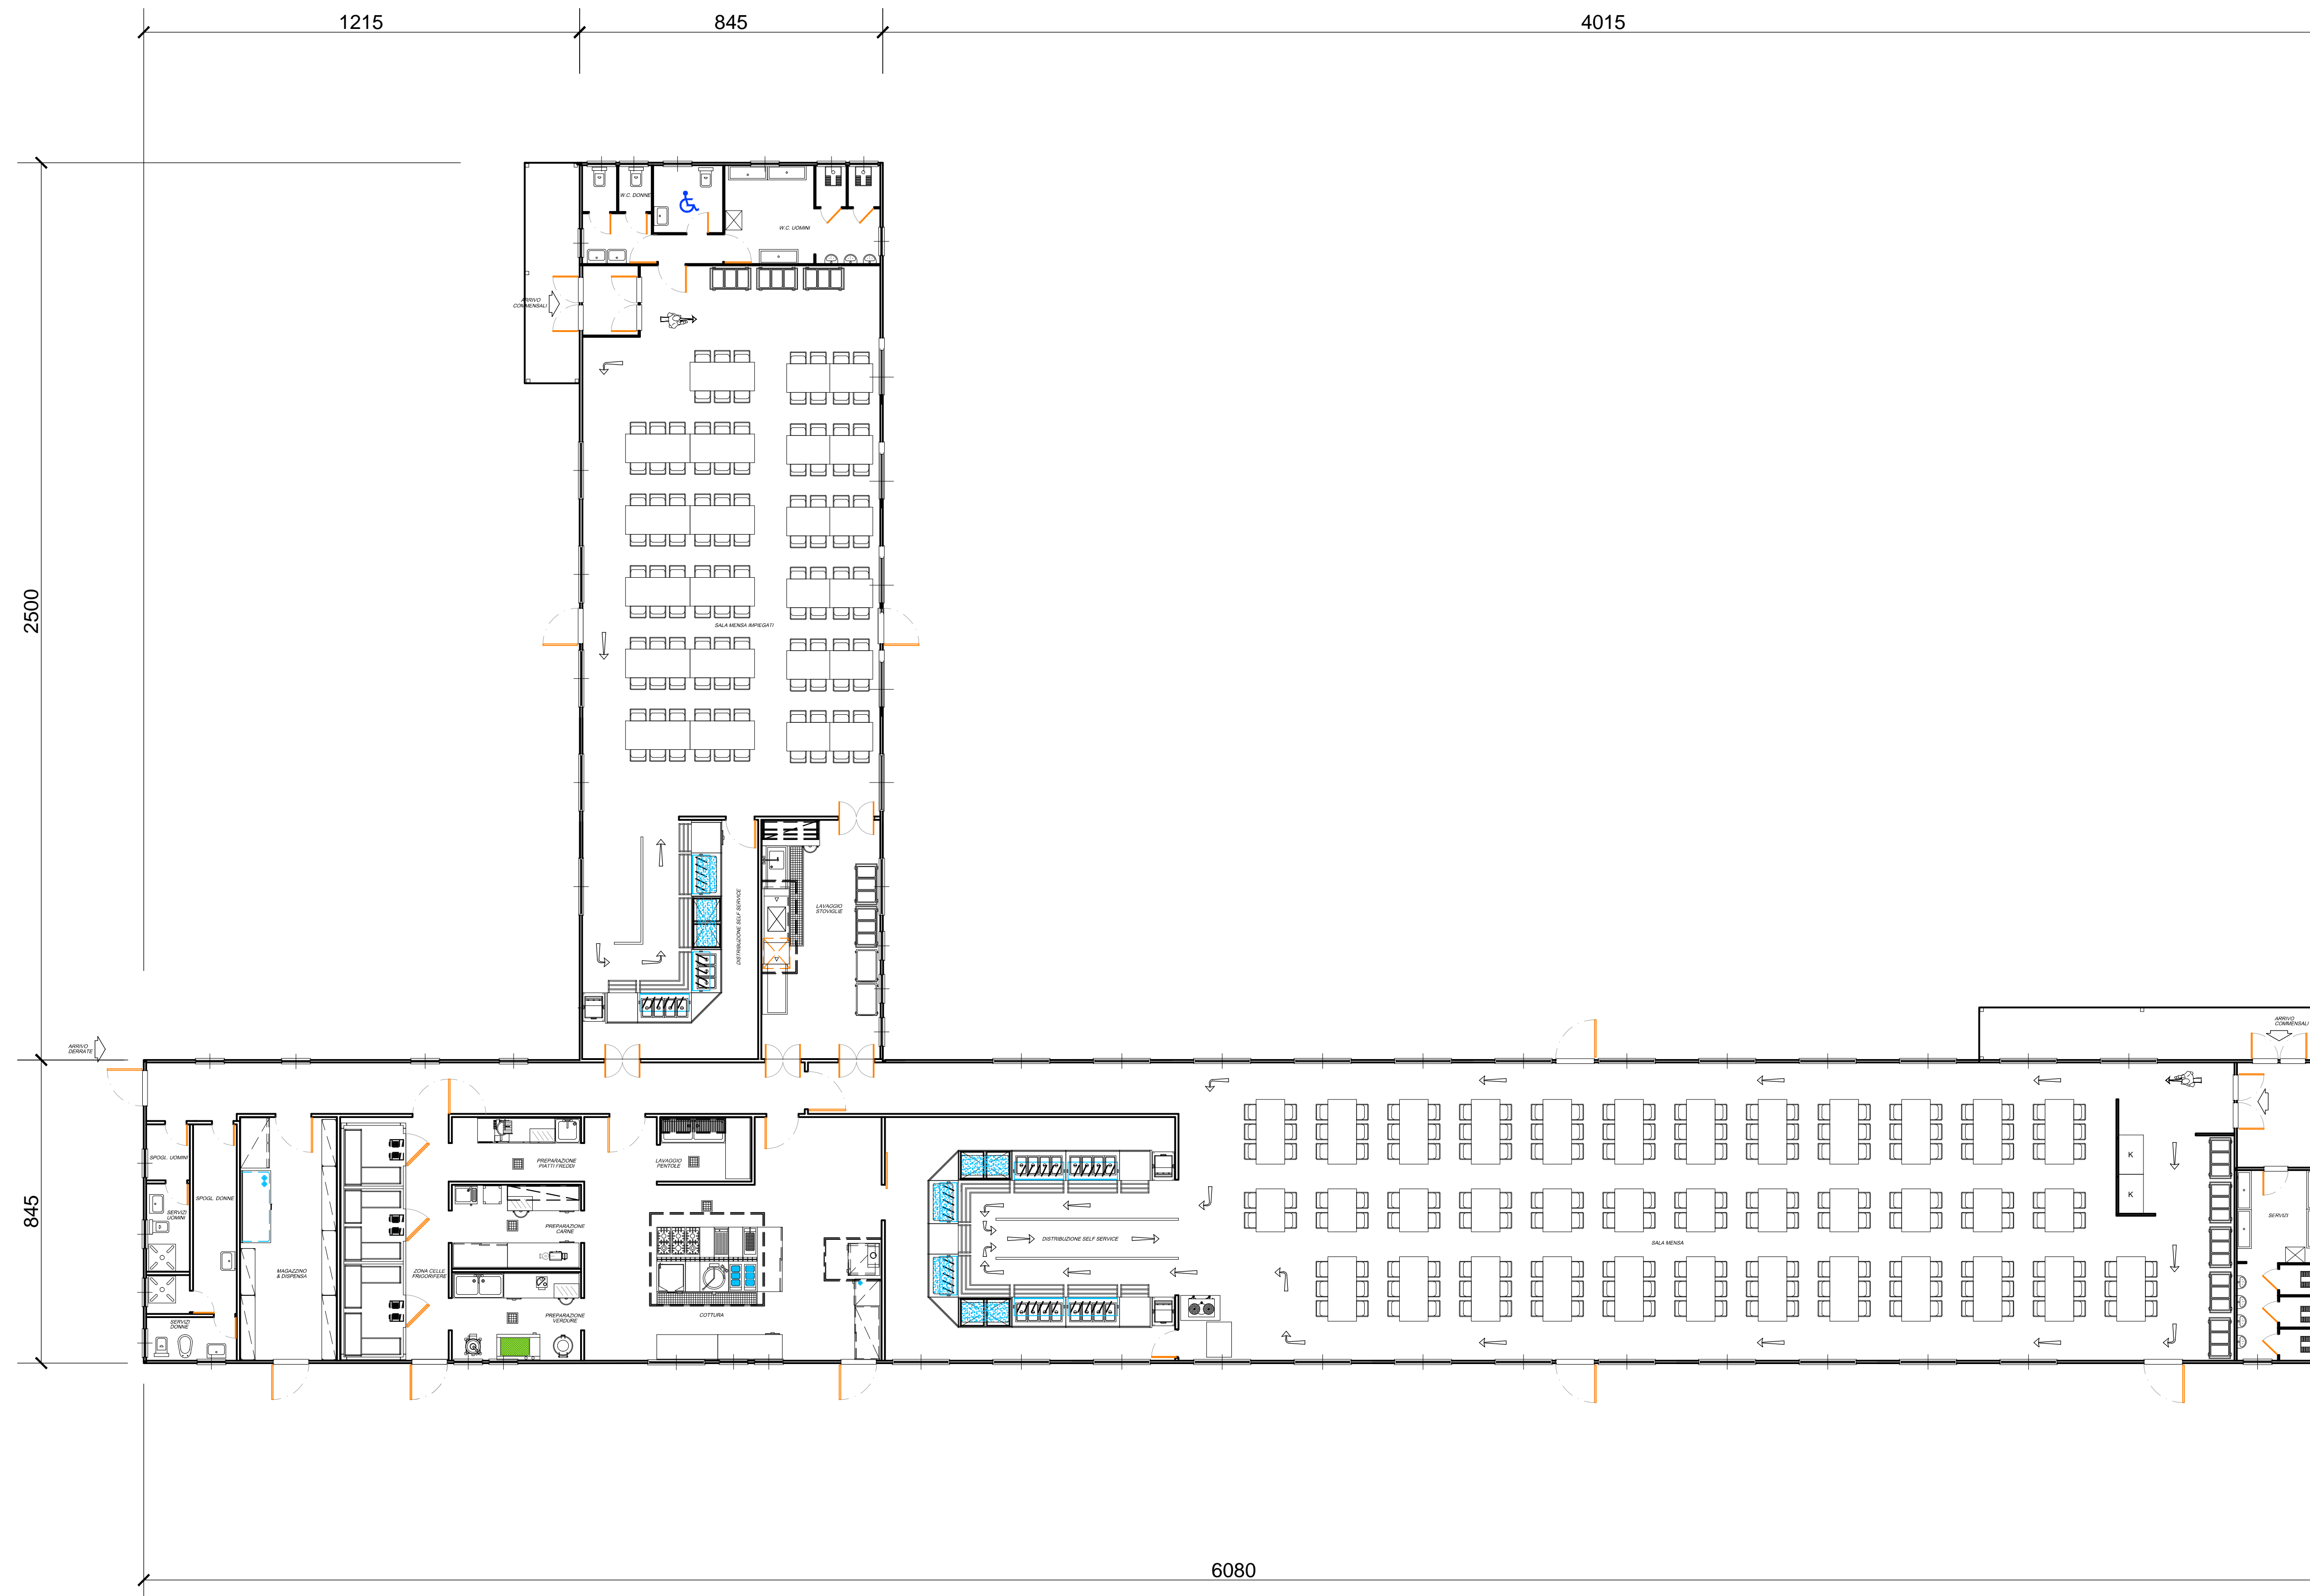 1215
845
4015
W.C. DONNE
W.C. UOMINI
ARRIVO
COMMENSALI
2500
SALA MENSA IMPIEGATI
DISTRIBUZIONE SELF SERVICE
LAVAGGIO
STOVIGLIE
ARRIVO
COMMENSALI
ARRIVO
DERRATE
845
SPOGL. UOMINI
SPOGL. DONNE
SERVIZI
UOMINI
SERVIZI
DONNE
MAGAZZINO
& DISPENSA
ZONA CELLE
FRIGORIFERE
PREPARAZIONE
PIATTI FREDDI
PREPARAZIONE
CARNE
PREPARAZIONE
VERDURE
LAVAGGIO
PENTOLE
COTTURA
DISTRIBUZIONE SELF SERVICE
SALA MENSA
K
K
SERVIZI
6080